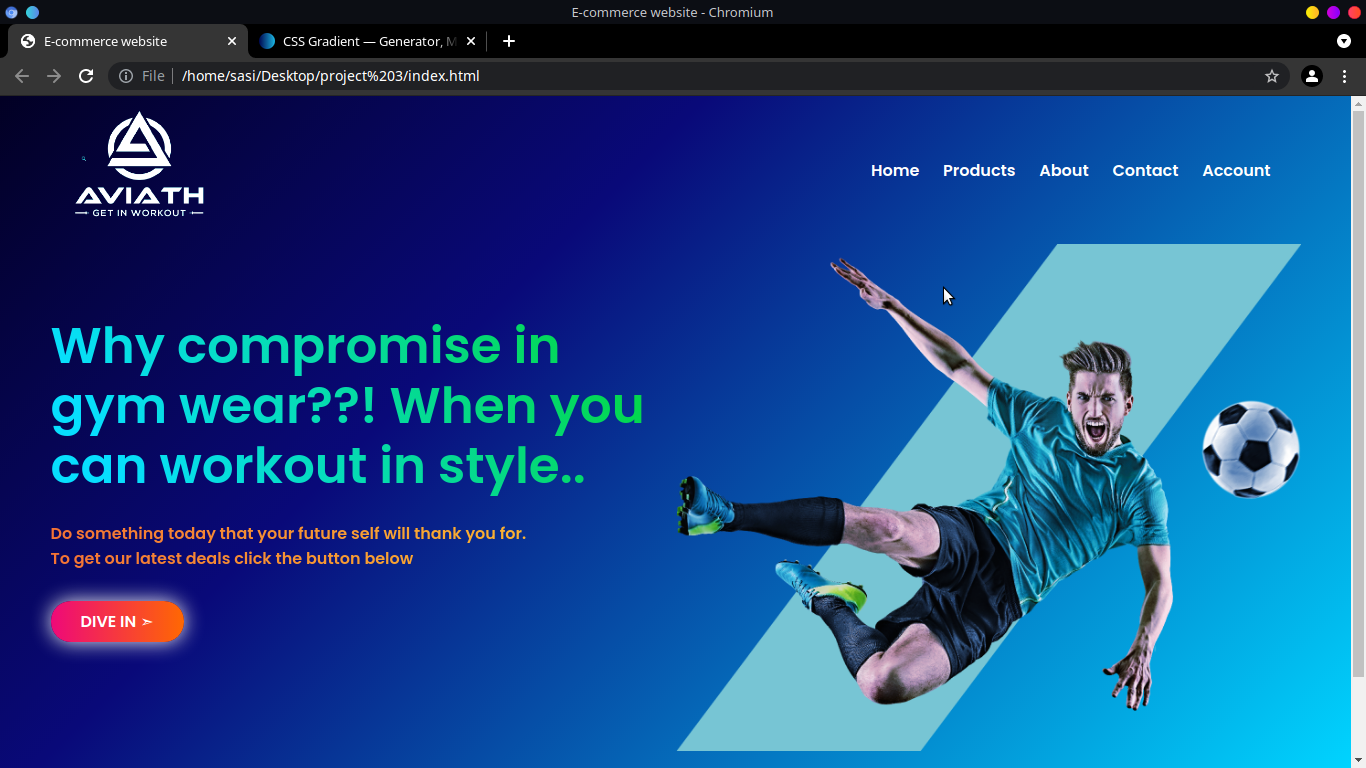 E-commerce website - Chromium
E-commerce website
CSS Gradient — Generator, M
File
/home/sasi/Desktop/project%203/index.html
AVIATH
GET IN WORKOUT
Home Products About Contact Account
Why compromise in
gym wear??! When you
can workout in style..
Do something today that your future self will thank you for.
To get our latest deals click the button below
DIVE IN ➣